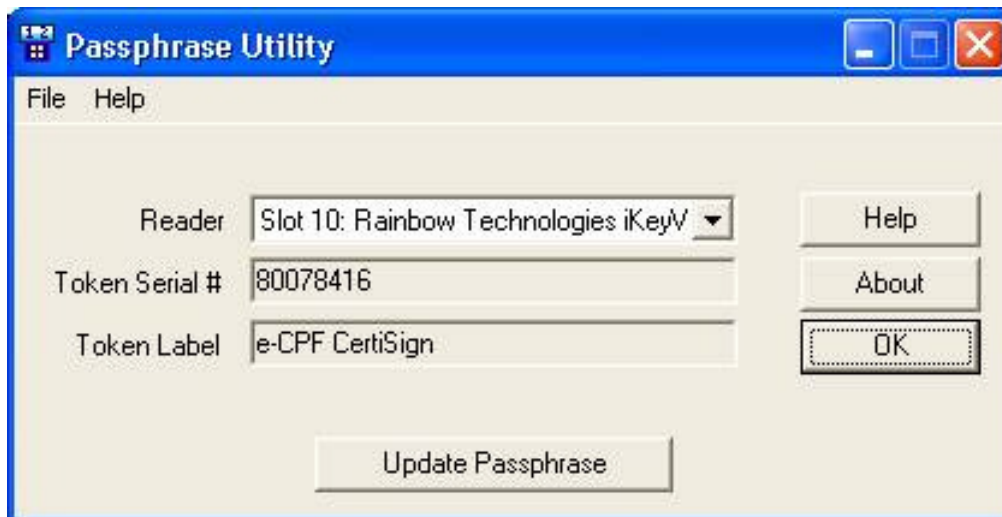 Passphrase Utility
File Help
Reader Slot 10: Rainbow Technologies iKeyV Help
Token Serial # 80078416 About
Token Label e-CPF CertiSign OK
Update Passphrase